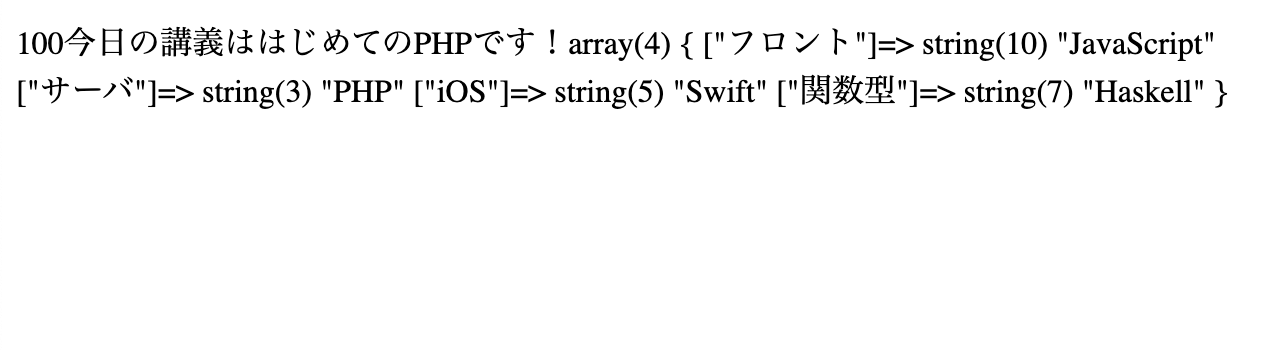 100今日の講義ははじめてのPHPです！array(4) { ["フロント"]=> string(10) "JavaScript"
["サーバ"]=> string(3) "PHP" ["iOS"]=> string(5) "Swift" ["関数型"]=> string(7) "Haskell" }